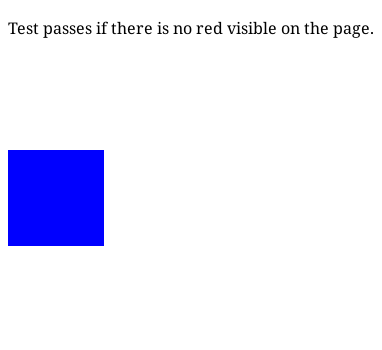 Test passes if there is no red visible on the page.